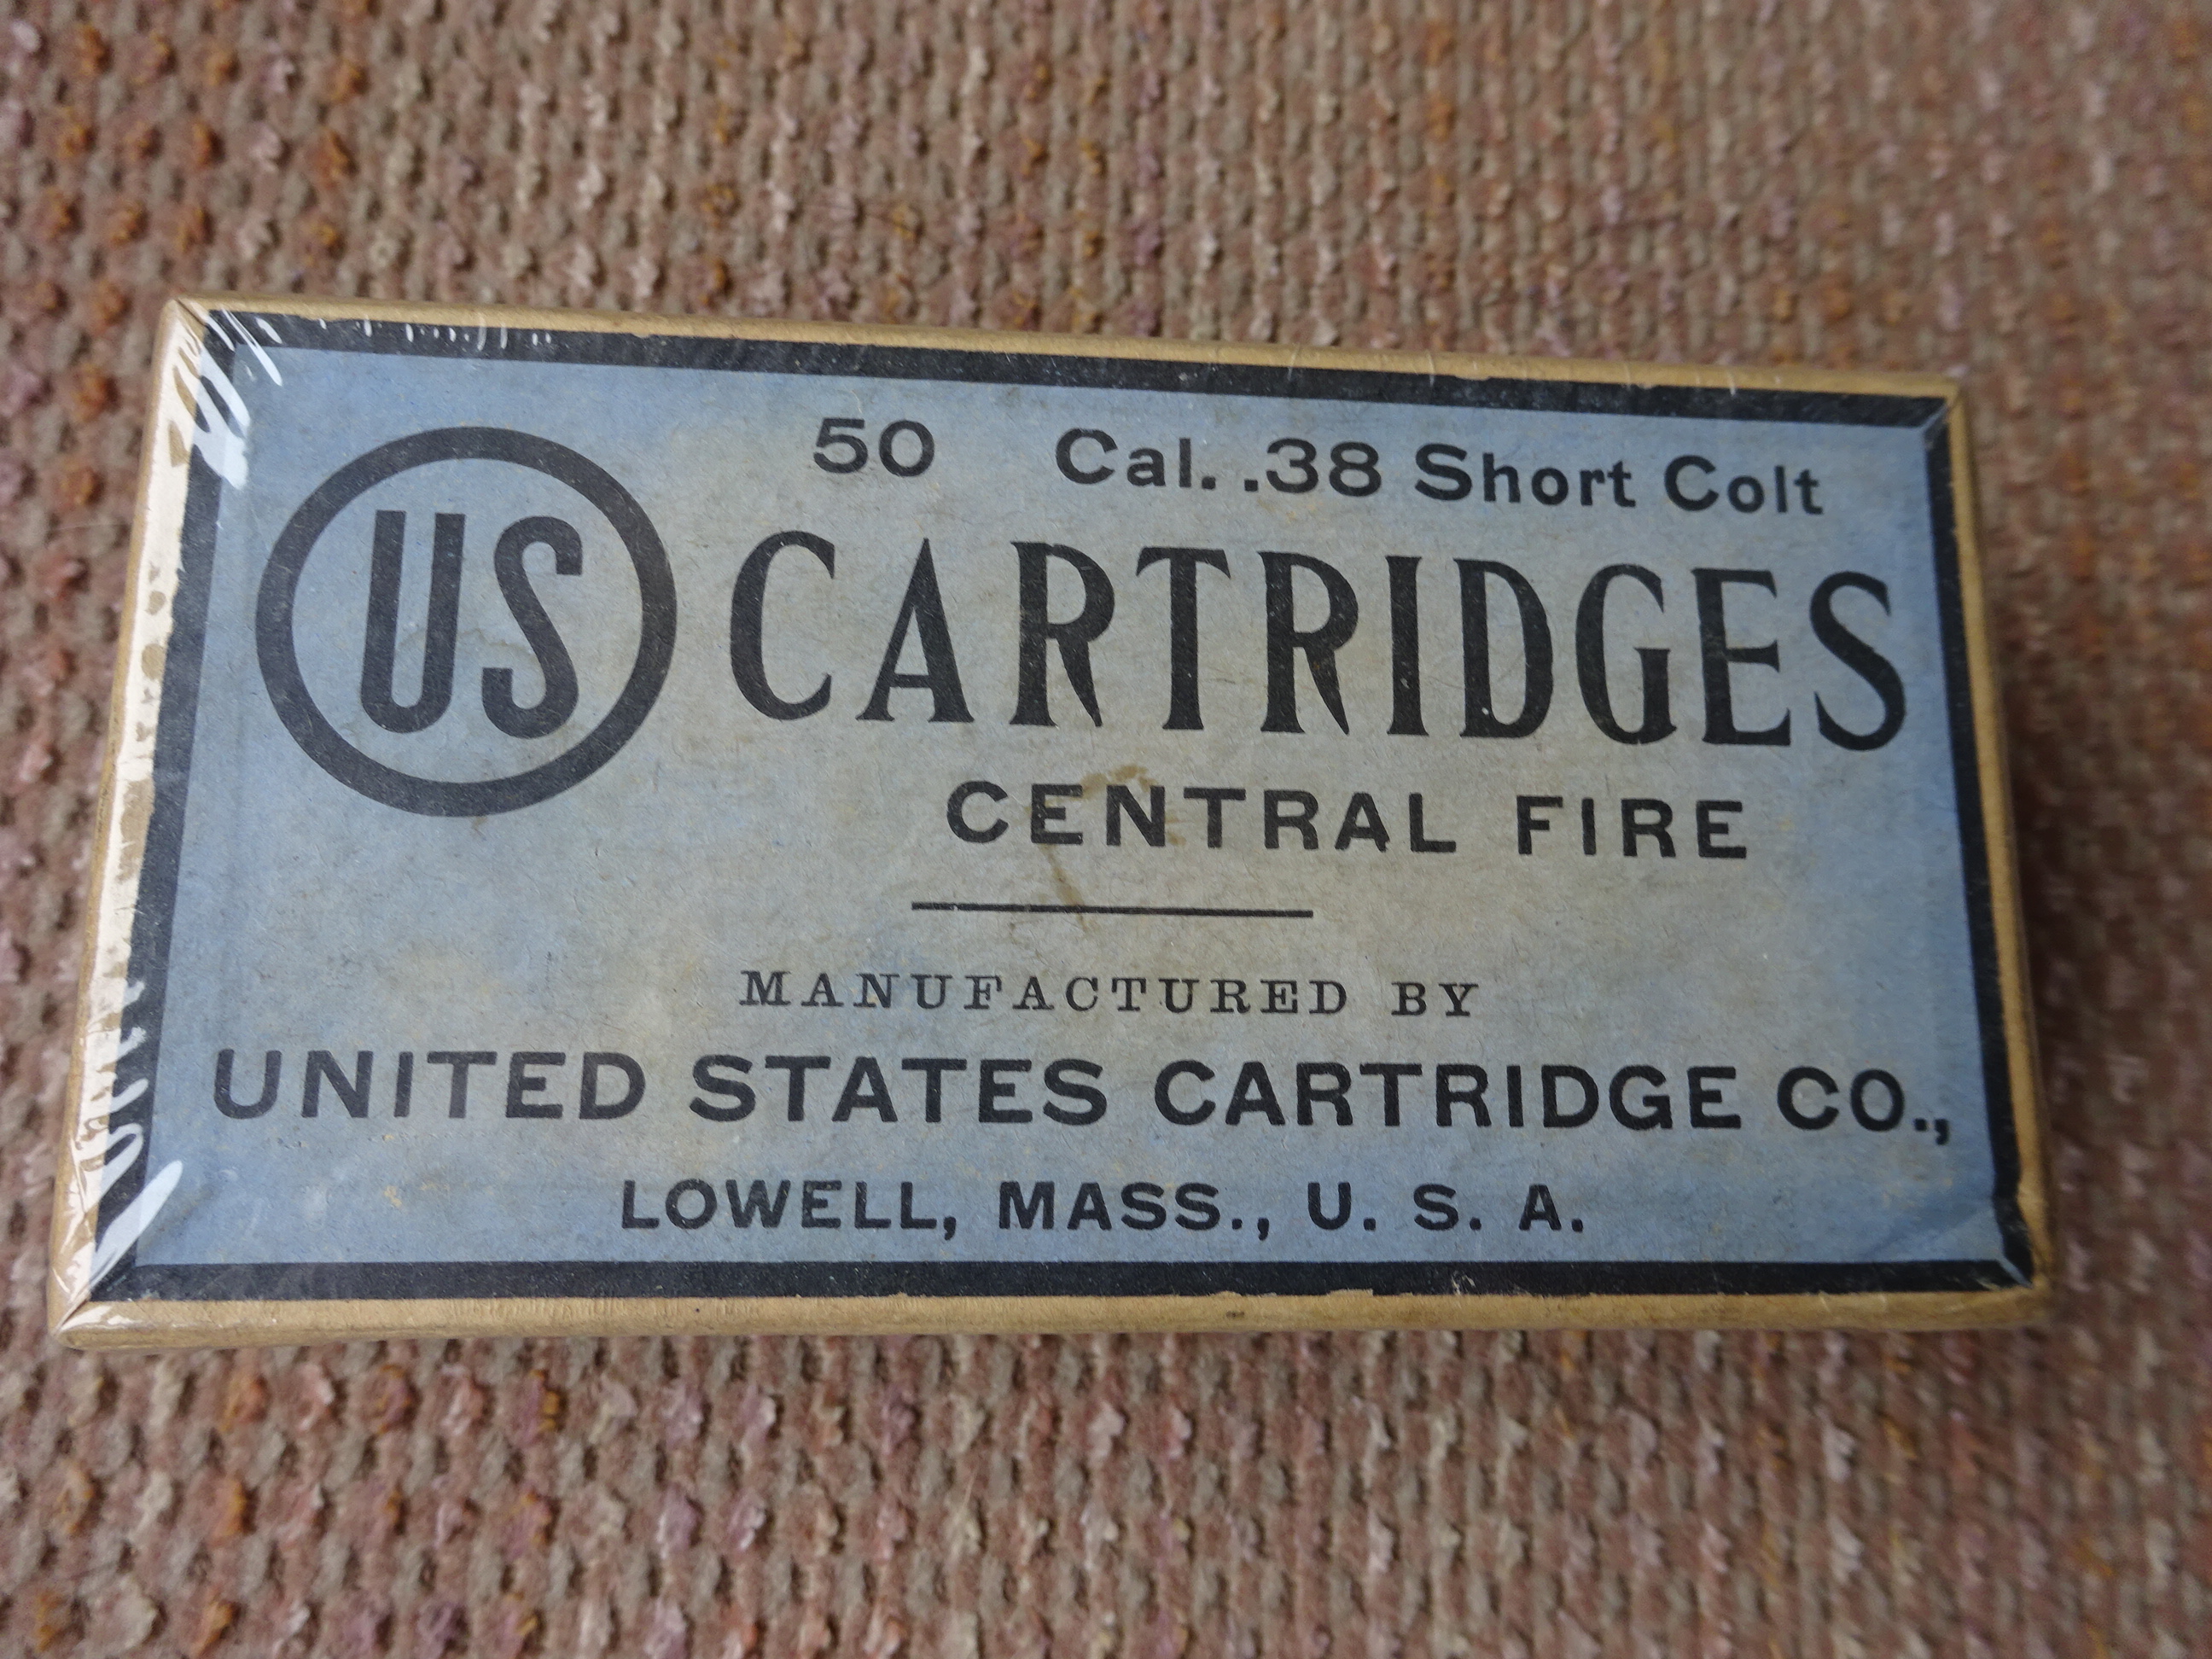 50 Cal. .38 Short Colt
US CARTRIDGES
CENTRAL FIRE
MANUFACTURED BY
UNITED STATES CARTRIDGE CO.,
LOWELL, MASS., U. S. A.